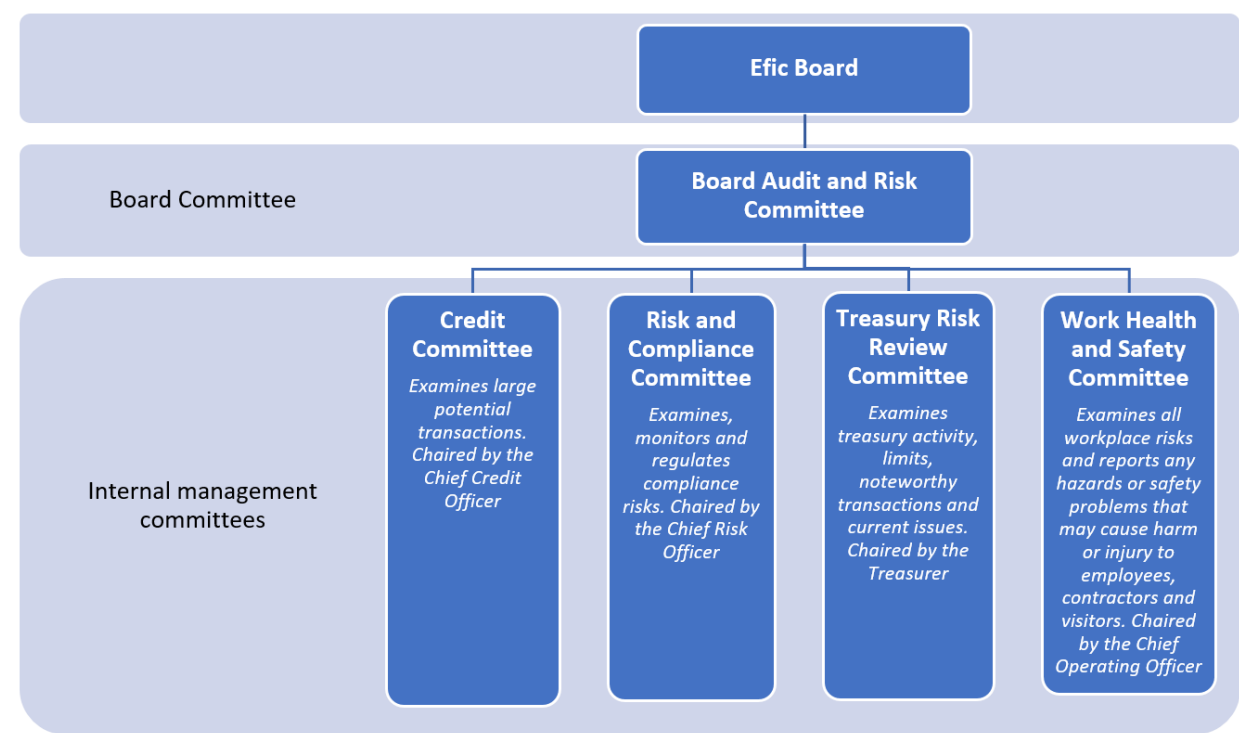 Efic Board
Board Committee
Board Audit and Risk
Committee
Internal management
committees
Credit
Committee
Examines large
potential
transactions.
Chaired by the
Chief Credit
Officer
Risk and
Compliance
Committee
Examines,
monitors and
regulates
compliance
risks. Chaired by
the Chief Risk
Officer
Treasury Risk
Review
Committee
Examines
treasury activity,
limits,
noteworthy
transactions and
current issues.
Chaired by the
Treasurer
Work Health
and Safety
Committee
Examines all
workplace risks
and reports any
hazards or safety
problems that
may cause harm
or injury to
employees,
contractors and
visitors. Chaired
by the Chief
Operating Officer